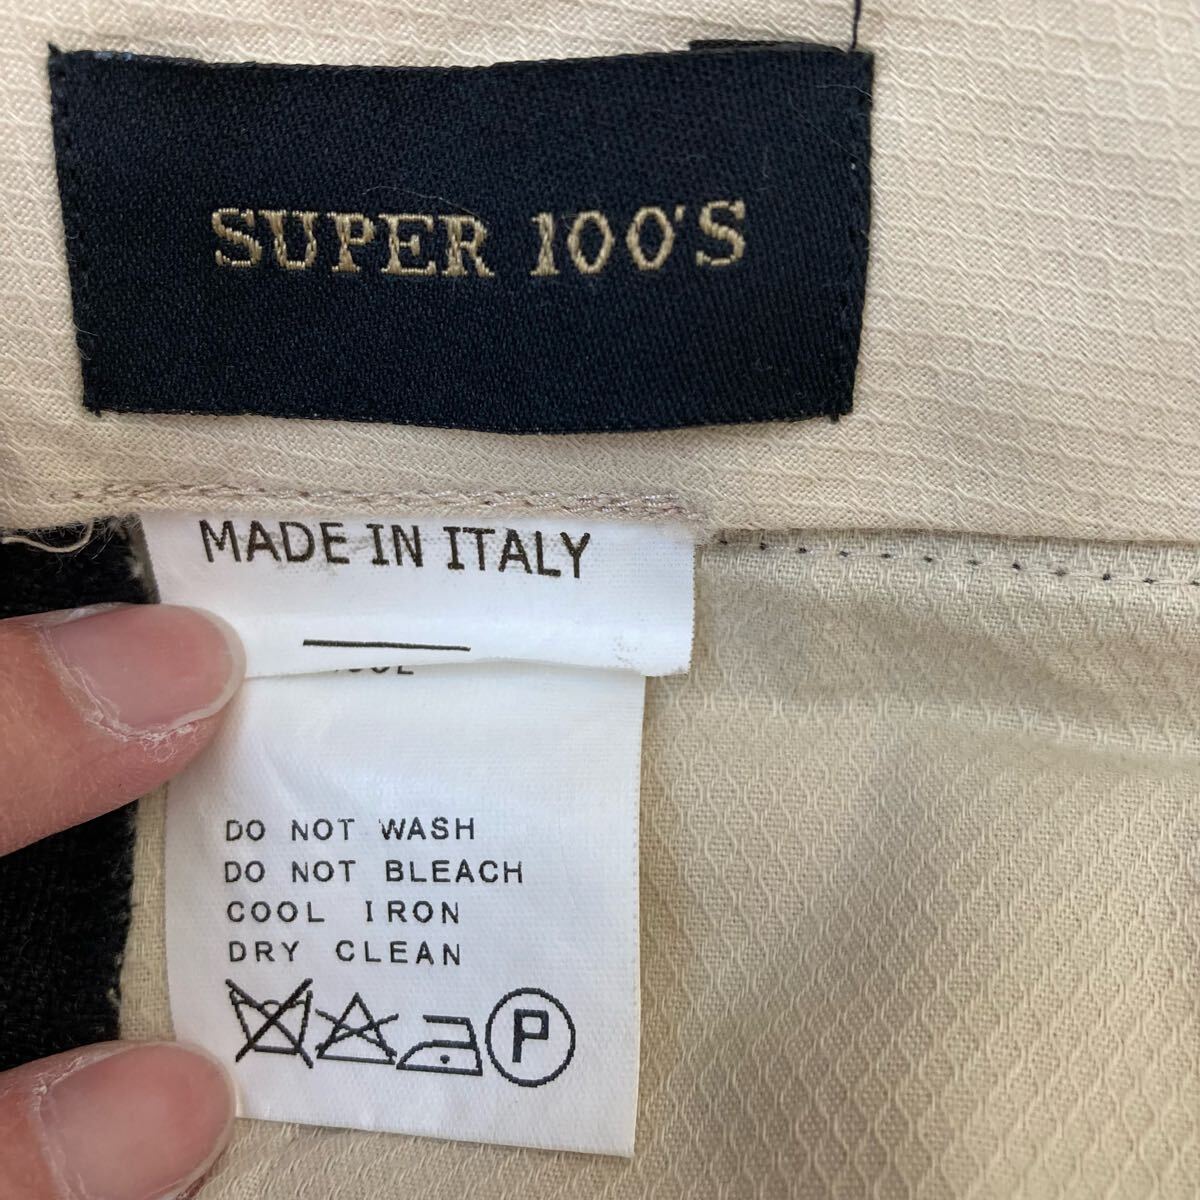 SUPER 100'S
MADE IN ITALY
DO NOT WASH
DO NOT BLEACH
COOL IRON
DRY CLEAN
P